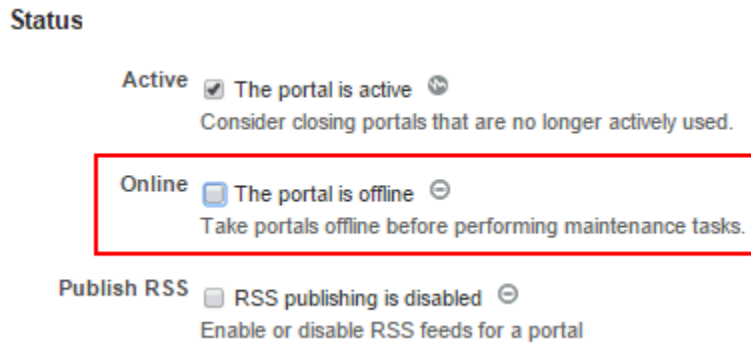 Status
Active The portal is active
Consider closing portals that are no longer actively used.
Online The portal is offline
Take portals offline before performing maintenance tasks.
Publish RSS RSS publishing is disabled
Enable or disable RSS feeds for a portal